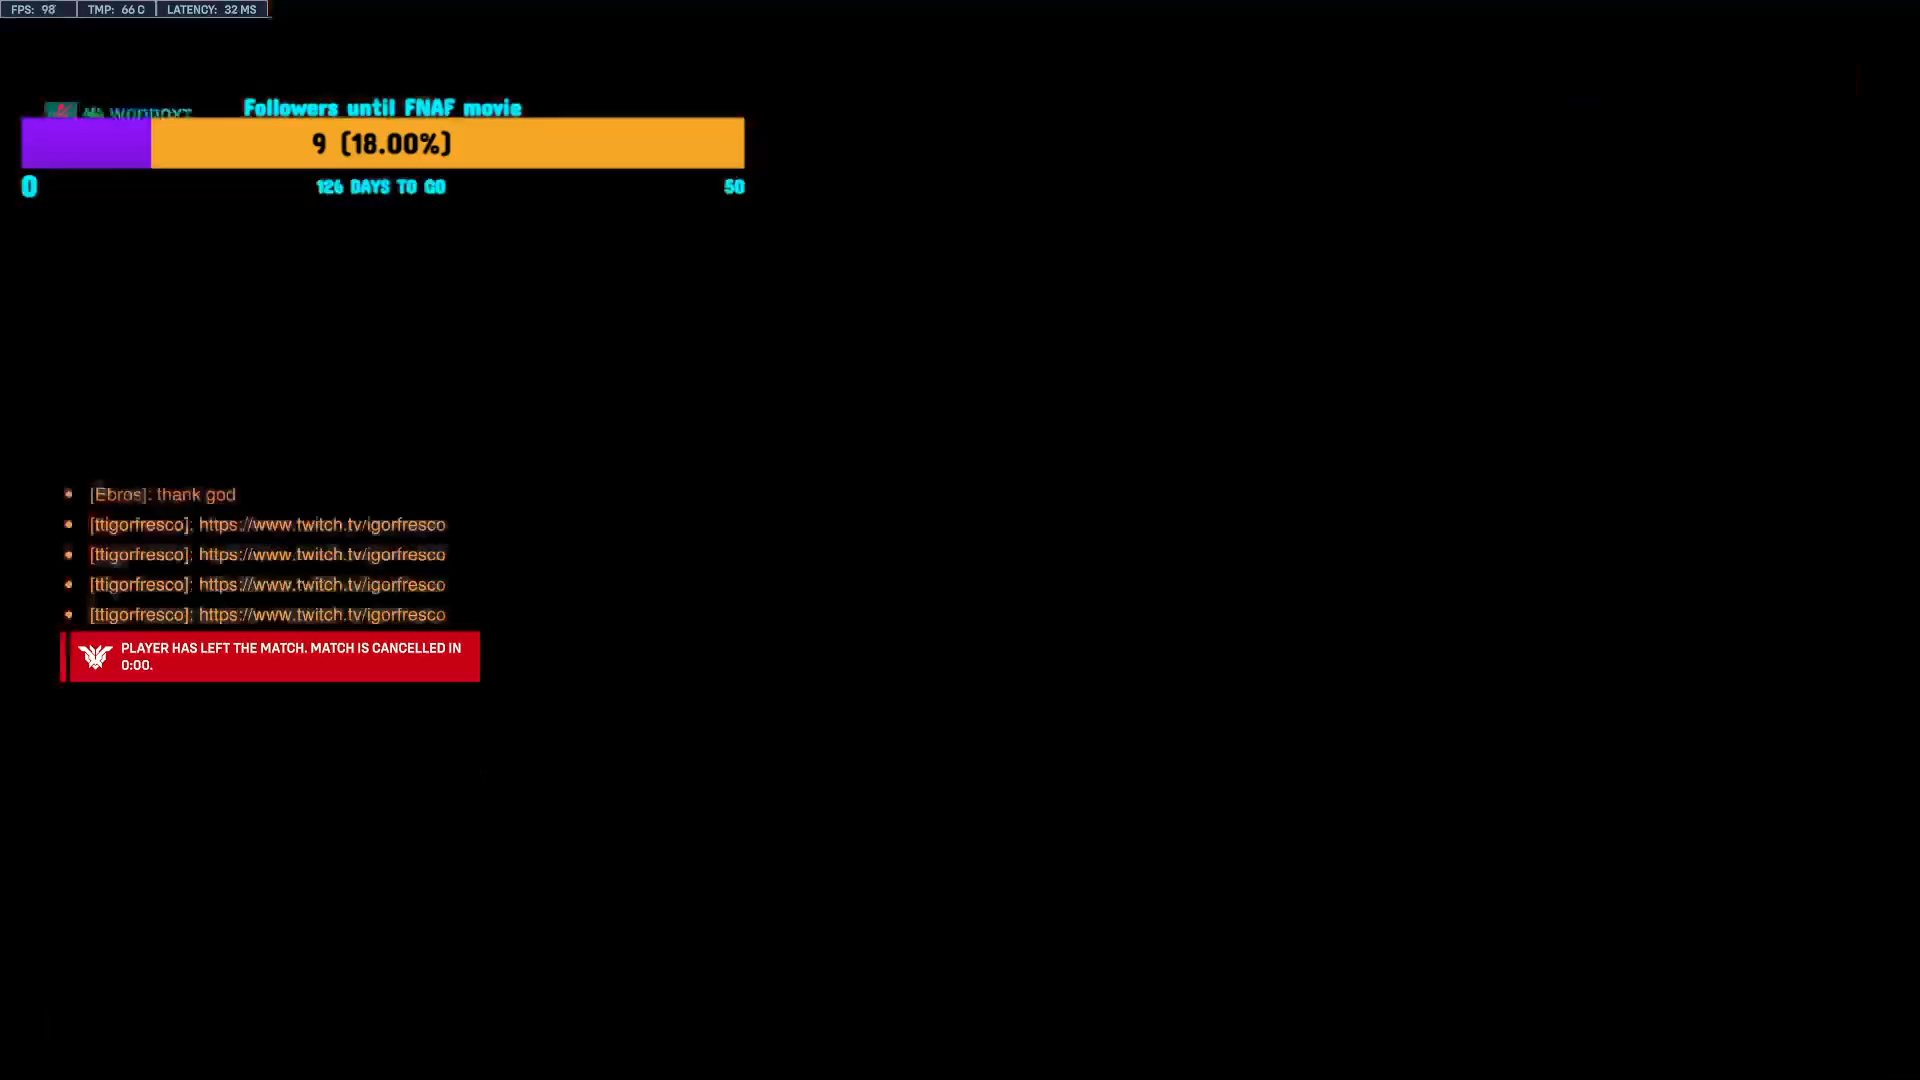 FPS: 98 TMP: 66 C LATENCY: 32 MS
Followers until FNAF movie
9 (18.00%)
0 126 DAYS TO GO 50
[Ebros]: thank god
[ttigorfresco]: https://www.twitch.tv/igorfresco
[ttigorfresco]: https://www.twitch.tv/igorfresco
[ttigorfresco]: https://www.twitch.tv/igorfresco
[ttigorfresco]: https://www.twitch.tv/igorfresco
PLAYER HAS LEFT THE MATCH. MATCH IS CANCELLED IN
0:00.